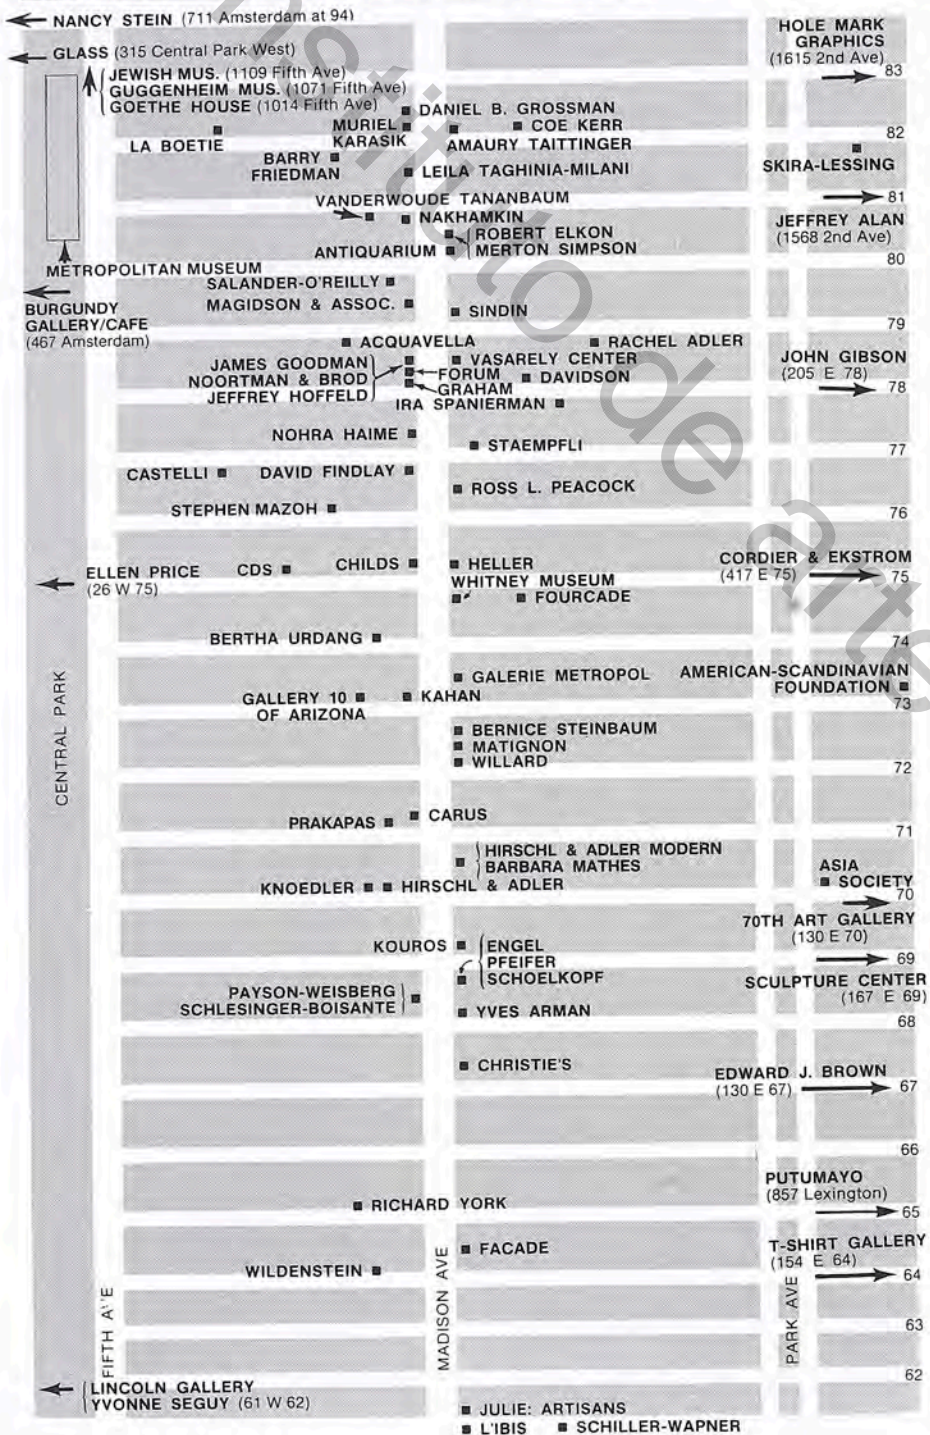 NANCY STEIN (711 Amsterdam at 94)
GLASS (315 Central Park West)
HOLE MARK
GRAPHICS
(1615 2nd Ave)
83
JEWISH MUS. (1109 Fifth Ave)
GUGGENHEIM MUS. (1071 Fifth Ave)
GOETHE HOUSE (1014 Fifth Ave)
DANIEL B. GROSSMAN
MURIEL
KARASIK
COE KERR
82
LA BOETIE
AMAURY TAITTINGER
BARRY
FRIEDMAN
LEILA TAGHINIA-MILANI
SKIRA-LESSING
81
VANDERWOUDE TANANBAUM
NAKHAMKIN
JEFFREY ALAN
(1568 2nd Ave)
ROBERT ELKON
ANTIQUARIUM
MERTON SIMPSON
80
METROPOLITAN MUSEUM
SALANDER-O'REILLY
BURGUNDY
GALLERY/CAFE
(467 Amsterdam)
MAGIDSON & ASSOC.
SINDIN
79
ACQUAVELLA
RACHEL ADLER
JAMES GOODMAN
NOORTMAN & BROD
JEFFREY HOFFELD
VASARELY CENTER
FORUM
DAVIDSON
GRAHAM
JOHN GIBSON
(205 E 78)
78
IRA SPANIERMAN
NOHRA HAIME
STAEMPFLI
77
CASTELLI
DAVID FINDLAY
ROSS L. PEACOCK
STEPHEN MAZOH
76
ELLEN PRICE
(26 W 75)
CDS
CHILDS
HELLER
CORDIER & EKSTROM
(417 E 75)
75
WHITNEY MUSEUM
FOURCADE
BERTHA URDANG
74
GALERIE METROPOL
AMERICAN-SCANDINAVIAN
FOUNDATION
GALLERY 10
OF ARIZONA
KAHAN
73
BERNICE STEINBAUM
MATIGNON
WILLARD
72
CENTRAL PARK
PRAKAPAS
CARUS
71
HIRSCHL & ADLER MODERN
BARBARA MATHES
KNOEDLER
HIRSCHL & ADLER
ASIA
SOCIETY
70
70TH ART GALLERY
(130 E 70)
KOUROS
ENGEL
PFEIFER
SCHOELKOPF
69
SCULPTURE CENTER
(167 E 69)
PAYSON-WEISBERG
SCHLESINGER-BOISANTE
YVES ARMAN
68
CHRISTIE'S
EDWARD J. BROWN
(130 E 67)
67
66
PUTUMAYO
(857 Lexington)
RICHARD YORK
65
FACADE
T-SHIRT GALLERY
(154 E 64)
WILDENSTEIN
64
FIFTH AVE
MADISON AVE
PARK AVE
63
62
LINCOLN GALLERY
YVONNE SEGUY (61 W 62)
JULIE: ARTISANS
L'IBIS
SCHILLER-WAPNER
nstituto de arte